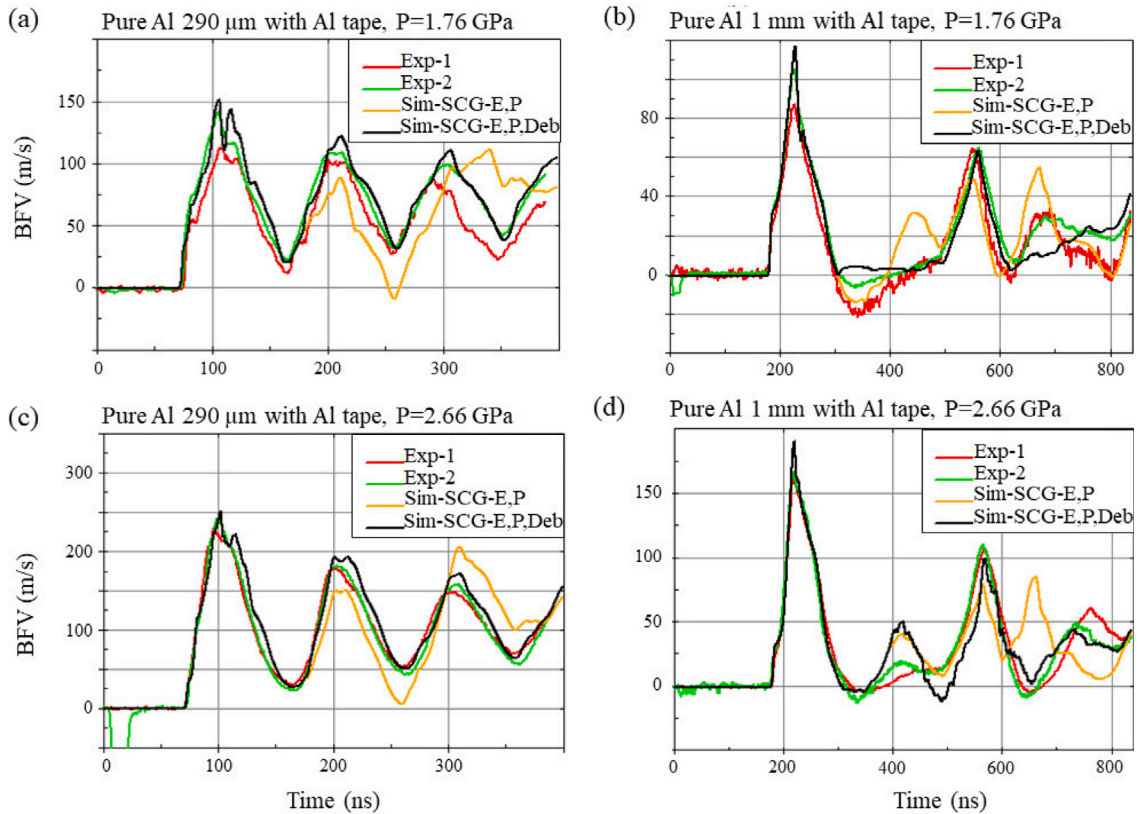 (a) Pure Al 290 µm with Al tape, P=1.76 GPa
Exp-1
Exp-2
Sim-SCG-E,P
Sim-SCG-E,P,Deb
BFV (m/s)
150
100
50
0
0 100 200 300
(b) Pure Al 1 mm with Al tape, P=1.76 GPa
Exp-1
Exp-2
Sim-SCG-E,P
Sim-SCG-E,P,Deb
80
40
0
0 200 400 600 800
(c) Pure Al 290 µm with Al tape, P=2.66 GPa
Exp-1
Exp-2
Sim-SCG-E,P
Sim-SCG-E,P,Deb
BFV (m/s)
300
200
150
100
50
0
0 100 200 300
Time (ns)
(d) Pure Al 1 mm with Al tape, P=2.66 GPa
Exp-1
Exp-2
Sim-SCG-E,P
Sim-SCG-E,P,Deb
150
100
50
0
0 200 400 600 800
Time (ns)